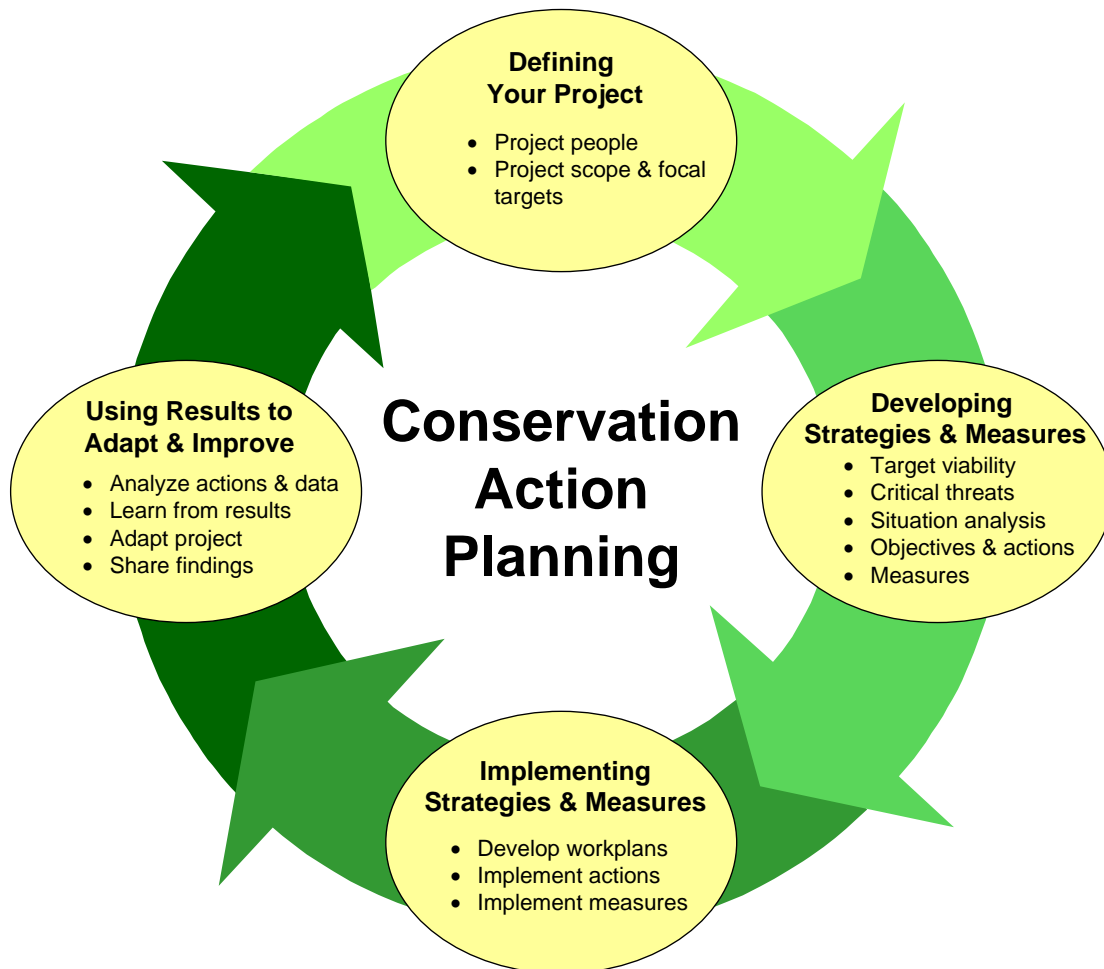 Defining
Your Project
• Project people
• Project scope & focal
targets
Developing
Strategies & Measures
• Target viability
• Critical threats
• Situation analysis
• Objectives & actions
• Measures
Implementing
Strategies & Measures
• Develop workplans
• Implement actions
• Implement measures
Using Results to
Adapt & Improve
• Analyze actions & data
• Learn from results
• Adapt project
• Share findings
Conservation
Action
Planning